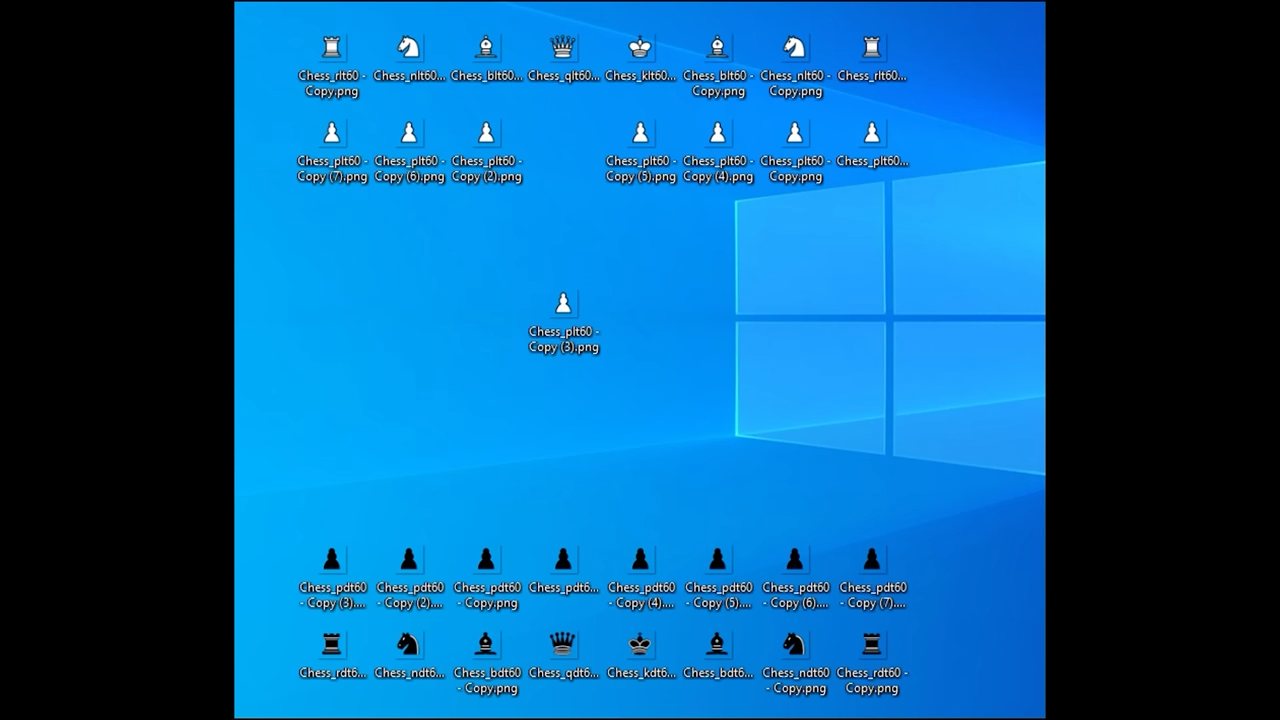 Chess_rlt60 - Chess_nlt60... Chess_blt60... Chess_qlt60... Chess_klt60... Chess_blt60 - Chess_nlt60 - Chess_rlt60...
Copy.png Copy.png Copy.png
Chess_plt60 - Chess_plt60 - Chess_plt60 - Chess_plt60 - Chess_plt60 - Chess_plt60 - Chess_plt60...
Copy (7).png Copy (6).png Copy (2).png Copy (5).png Copy (4).png Copy.png
Chess_plt60 -
Copy (3).png
Chess_pdt60 Chess_pdt60 Chess_pdt60 Chess_pdt6... Chess_pdt60 Chess_pdt60 Chess_pdt60 Chess_pdt60
- Copy (3).... - Copy (2).... - Copy.png - Copy (4).... - Copy (5).... - Copy (6).... - Copy (7)....
Chess_rdt6... Chess_ndt6... Chess_bdt60 Chess_qdt6... Chess_kdt6... Chess_bdt6... Chess_ndt60 Chess_rdt60 -
- Copy.png - Copy.png Copy.png